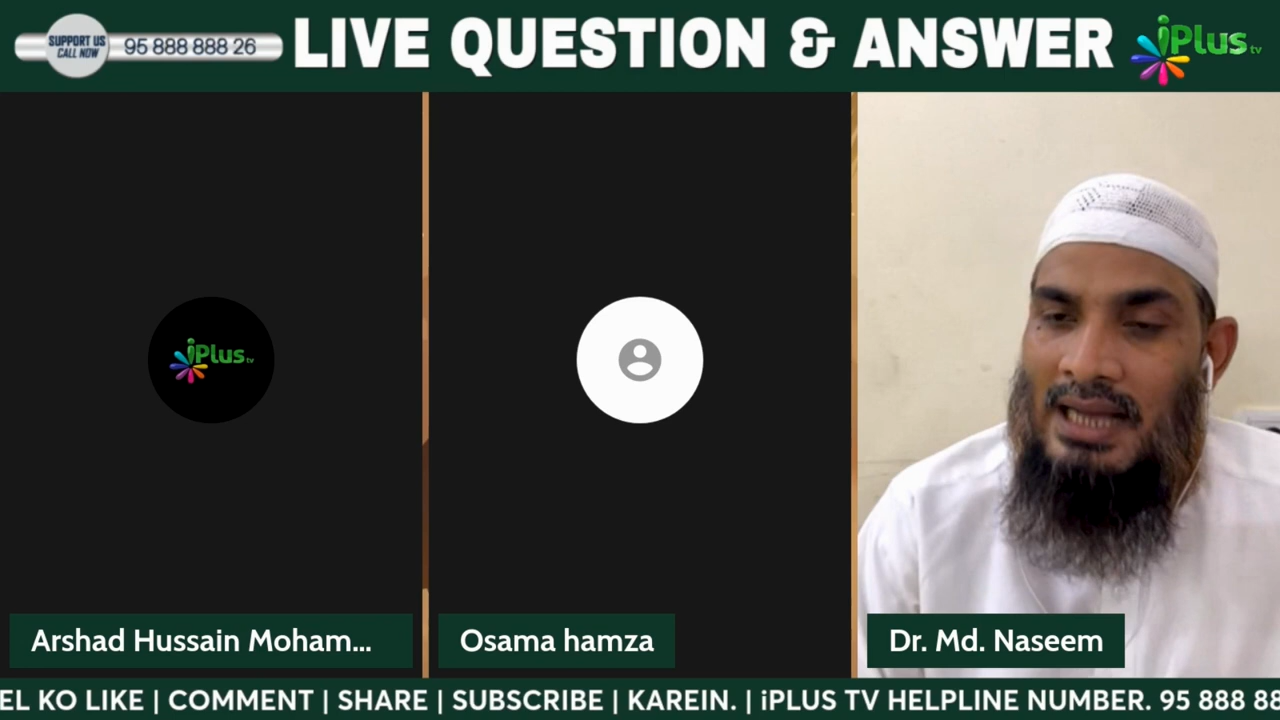 SUPPORT US
CALL NOW
95 888 888 26
LIVE QUESTION & ANSWER
iPlus tv
iPlus tv
Arshad Hussain Moham...
Osama hamza
Dr. Md. Naseem
EL KO LIKE | COMMENT | SHARE | SUBSCRIBE | KAREIN. | iPLUS TV HELPLINE NUMBER. 95 888 88